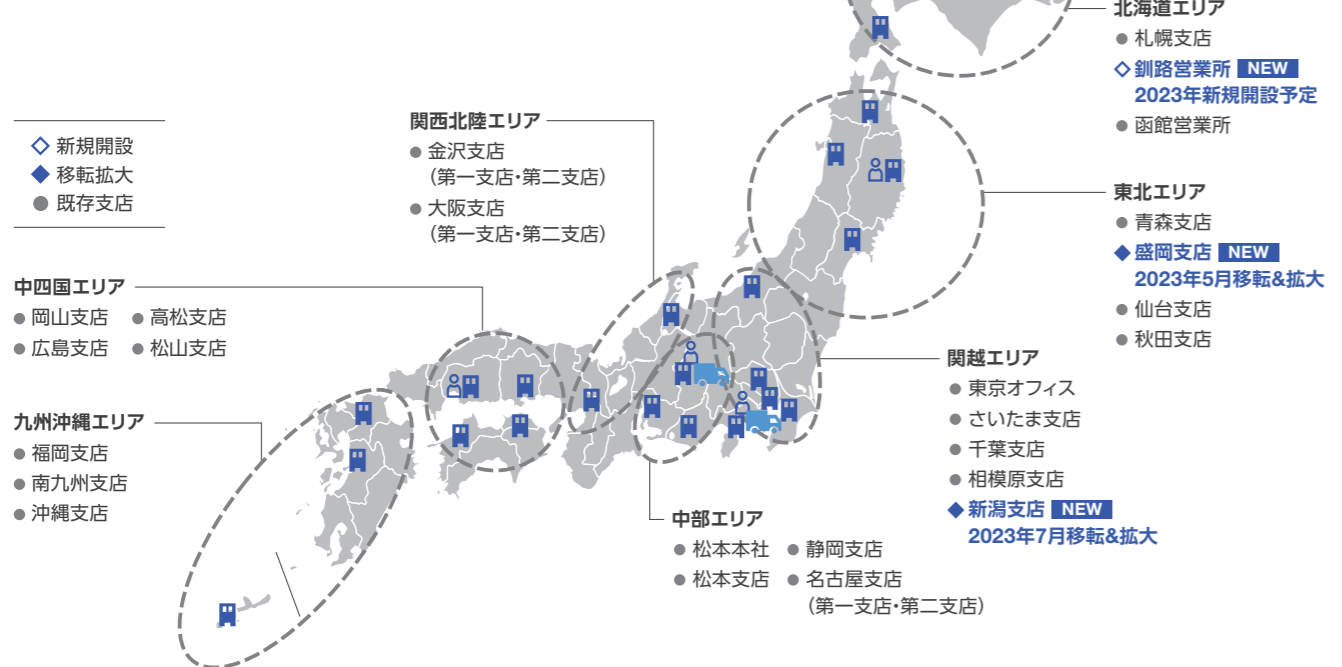 北海道エリア
● 札幌支店
◇ 釧路営業所 NEW
2023年新規開設予定
● 函館営業所
◇ 新規開設
◆ 移転拡大
● 既存支店
関西北陸エリア
● 金沢支店
(第一支店・第二支店)
● 大阪支店
(第一支店・第二支店)
東北エリア
● 青森支店
◆ 盛岡支店 NEW
2023年5月移転&拡大
● 仙台支店
● 秋田支店
中四国エリア
● 岡山支店 ● 高松支店
● 広島支店 ● 松山支店
関越エリア
● 東京オフィス
● さいたま支店
● 千葉支店
● 相模原支店
◆ 新潟支店 NEW
2023年7月移転&拡大
九州沖縄エリア
● 福岡支店
● 南九州支店
● 沖縄支店
中部エリア
● 松本本社 ● 静岡支店
● 松本支店 ● 名古屋支店
(第一支店・第二支店)